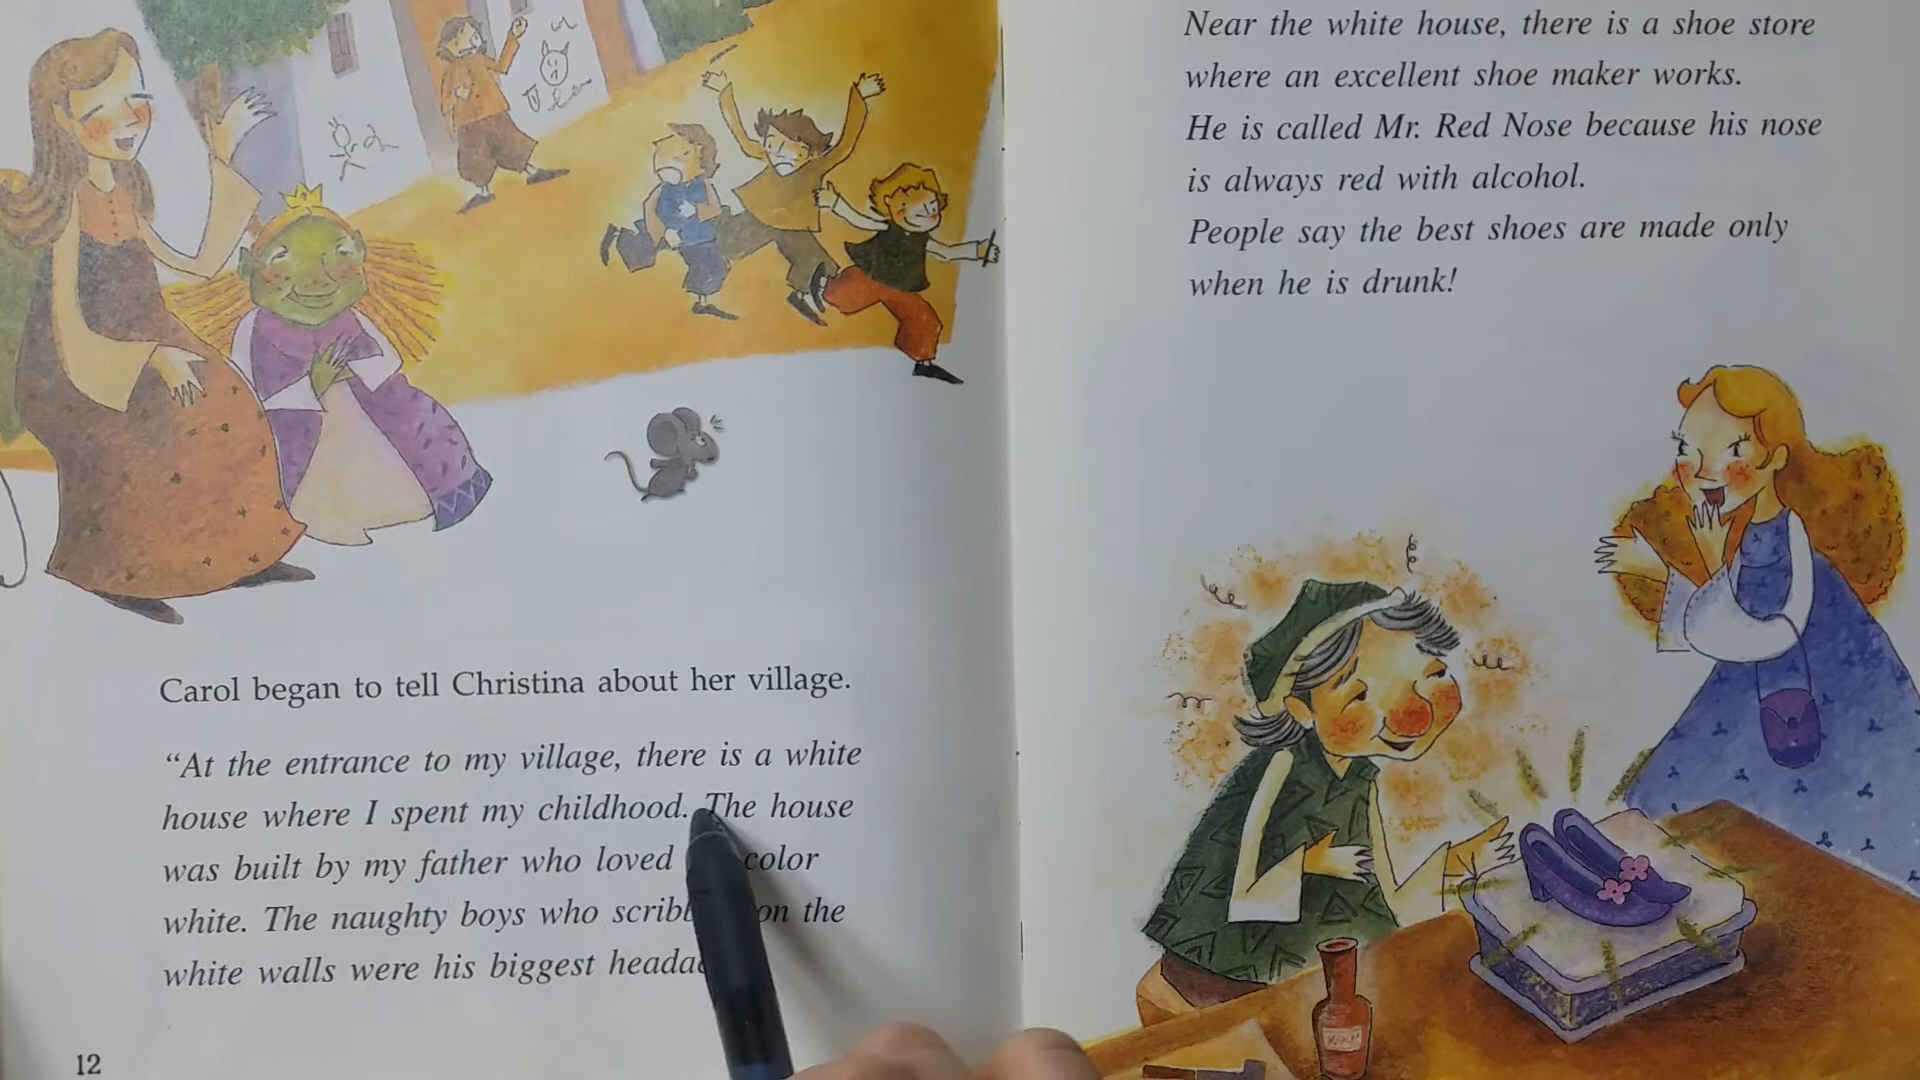 Carol began to tell Christina about her village.
“At the entrance to my village, there is a white
house where I spent my childhood. The house
was built by my father who loved color
white. The naughty boys who on the
white walls were his biggest
12
Near the white house, there is a shoe store
where an excellent shoe maker works.
He is called Mr. Red Nose because his nose
is always red with alcohol.
People say the best shoes are made only
when he is drunk!